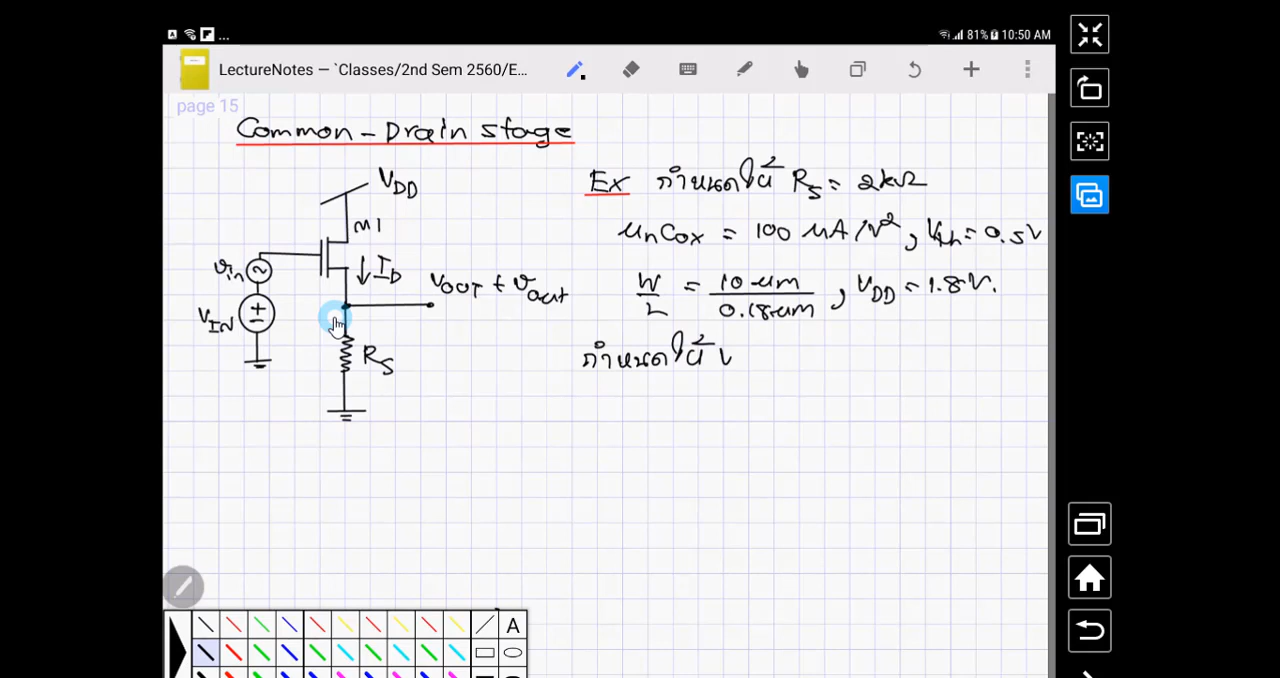 81% 10:50 AM
LectureNotes — `Classes/2nd Sem 2560/E...
page 15
Common-Drain stage
VDD
M1
ID
vin
VIN
VOUT + vout
RS
Ex กำหนดให้ RS = 2kΩ
μnCox = 100 μA/V², Vth = 0.5V
W/L = 10 μm/0.18μm, VDD = 1.8V.
กำหนดให้ V
A